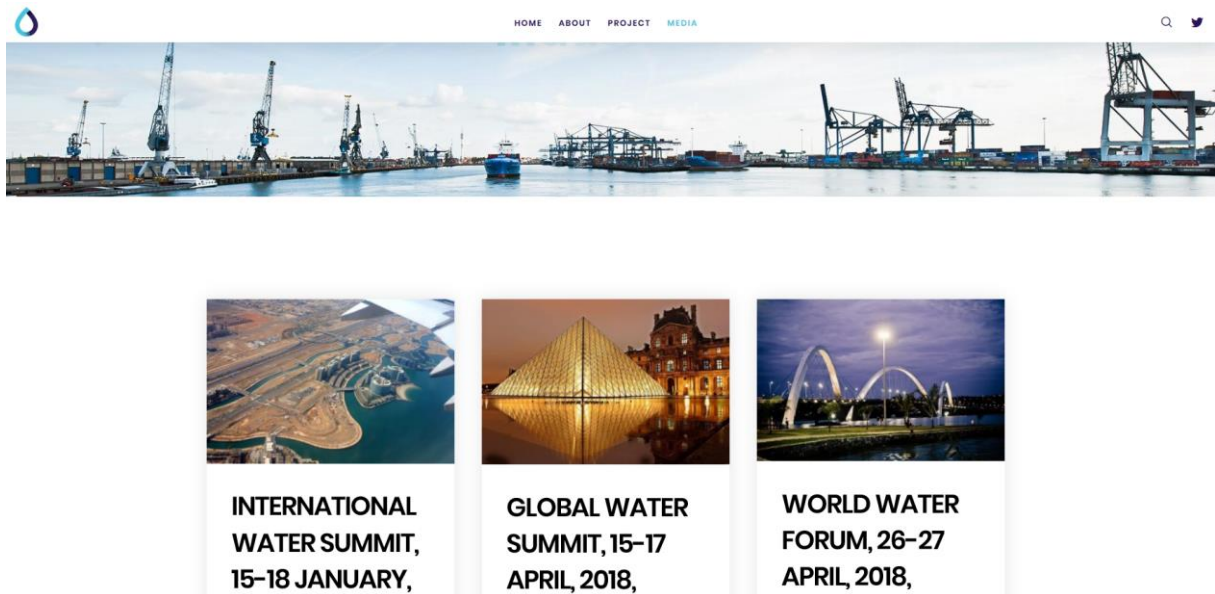 HOME ABOUT PROJECT MEDIA
INTERNATIONAL
WATER SUMMIT,
15-18 JANUARY,
GLOBAL WATER
SUMMIT, 15-17
APRIL, 2018,
WORLD WATER
FORUM, 26-27
APRIL, 2018,